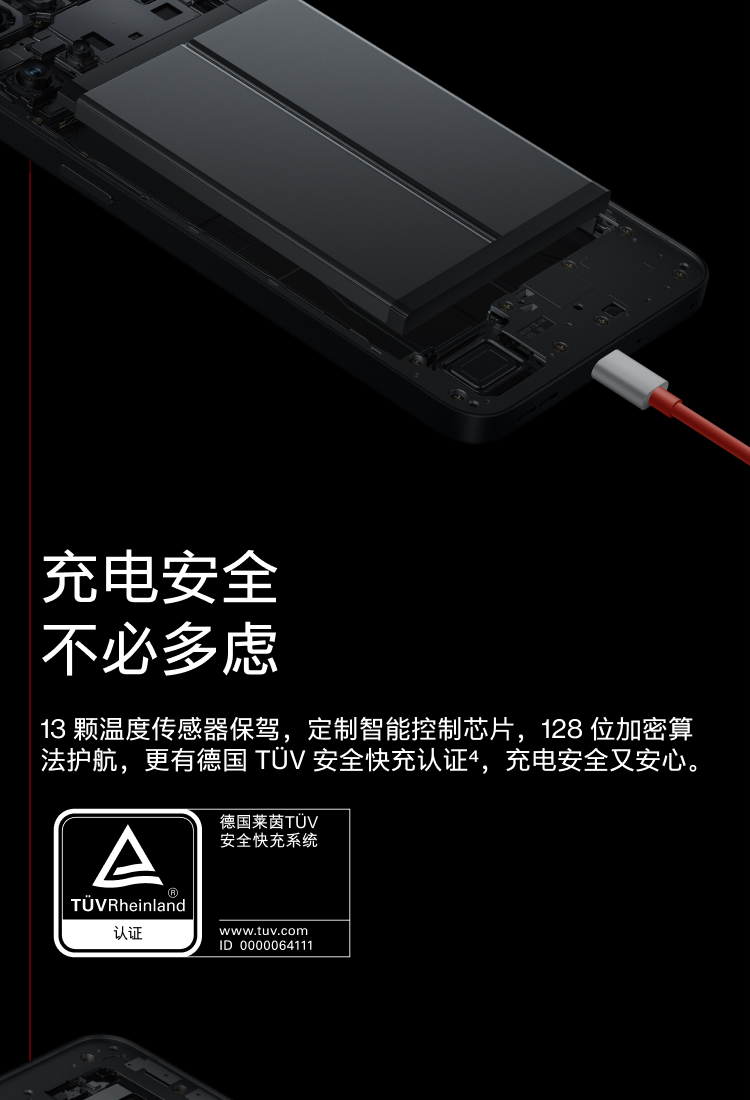 充电安全
不必多虑
13 颗温度传感器保驾，定制智能控制芯片，128 位加密算
法护航，更有德国 TÜV 安全快充认证⁴，充电安全又安心。
德国莱茵TÜV
安全快充系统
®
TÜVRheinland
认证
www.tuv.com
ID 0000064111